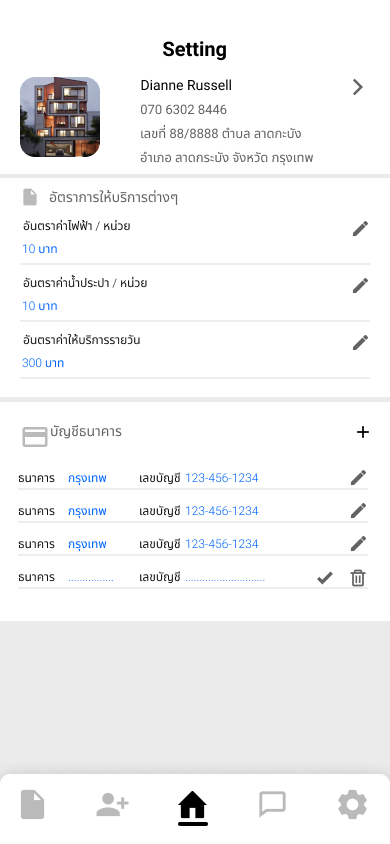 Setting
Dianne Russell
070 6302 8446
เลขที่ 88/8888 ตำบล ลาดกะบัง
อำเภอ ลาดกระบัง จังหวัด กรุงเทพ
อัตราการให้บริการต่างๆ
อันตราค่าไฟฟ้า / หน่วย
10 บาท
อันตราค่าน้ำประปา / หน่วย
10 บาท
อันตราค่าให้บริการรายวัน
300 บาท
บัญชีธนาคาร
ธนาคาร กรุงเทพ เลขบัญชี 123-456-1234
ธนาคาร กรุงเทพ เลขบัญชี 123-456-1234
ธนาคาร กรุงเทพ เลขบัญชี 123-456-1234
ธนาคาร ............... เลขบัญชี ..........................